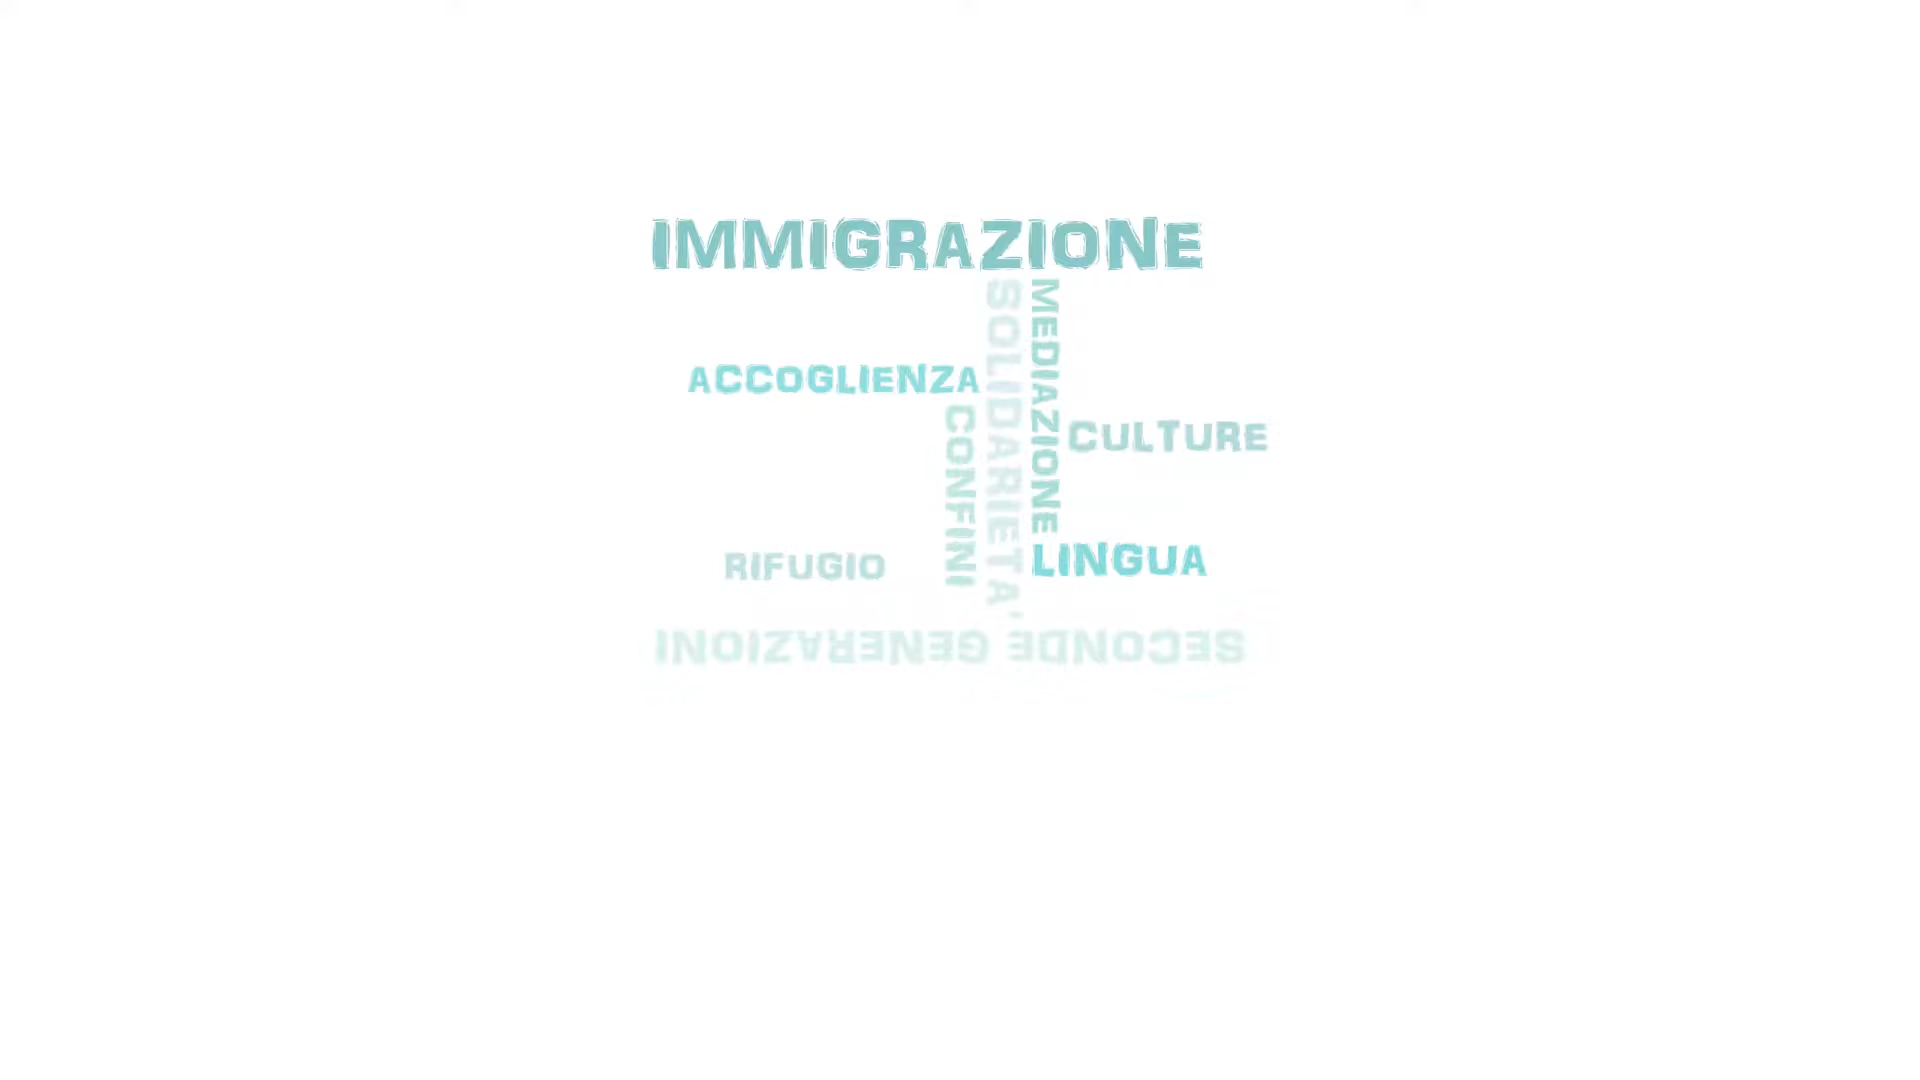 IMMIGRAZIONE
SOLIDARIETA'
MEDIAZIONE
ACCOGLIENZA
CONFINI
CULTURE
RIFUGIO
LINGUA
SECONDE GENERAZIONI